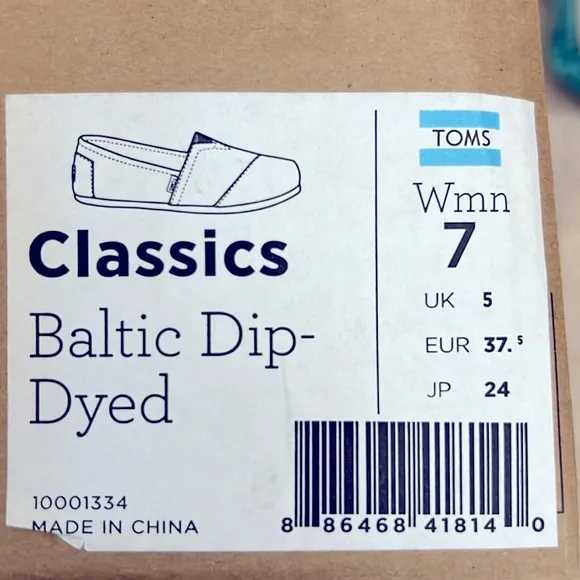 Classics
Baltic Dip-
Dyed
10001334
MADE IN CHINA
TOMS
Wmn
7
UK 5
EUR 37.⁵
JP 24
8 86468 41814 0